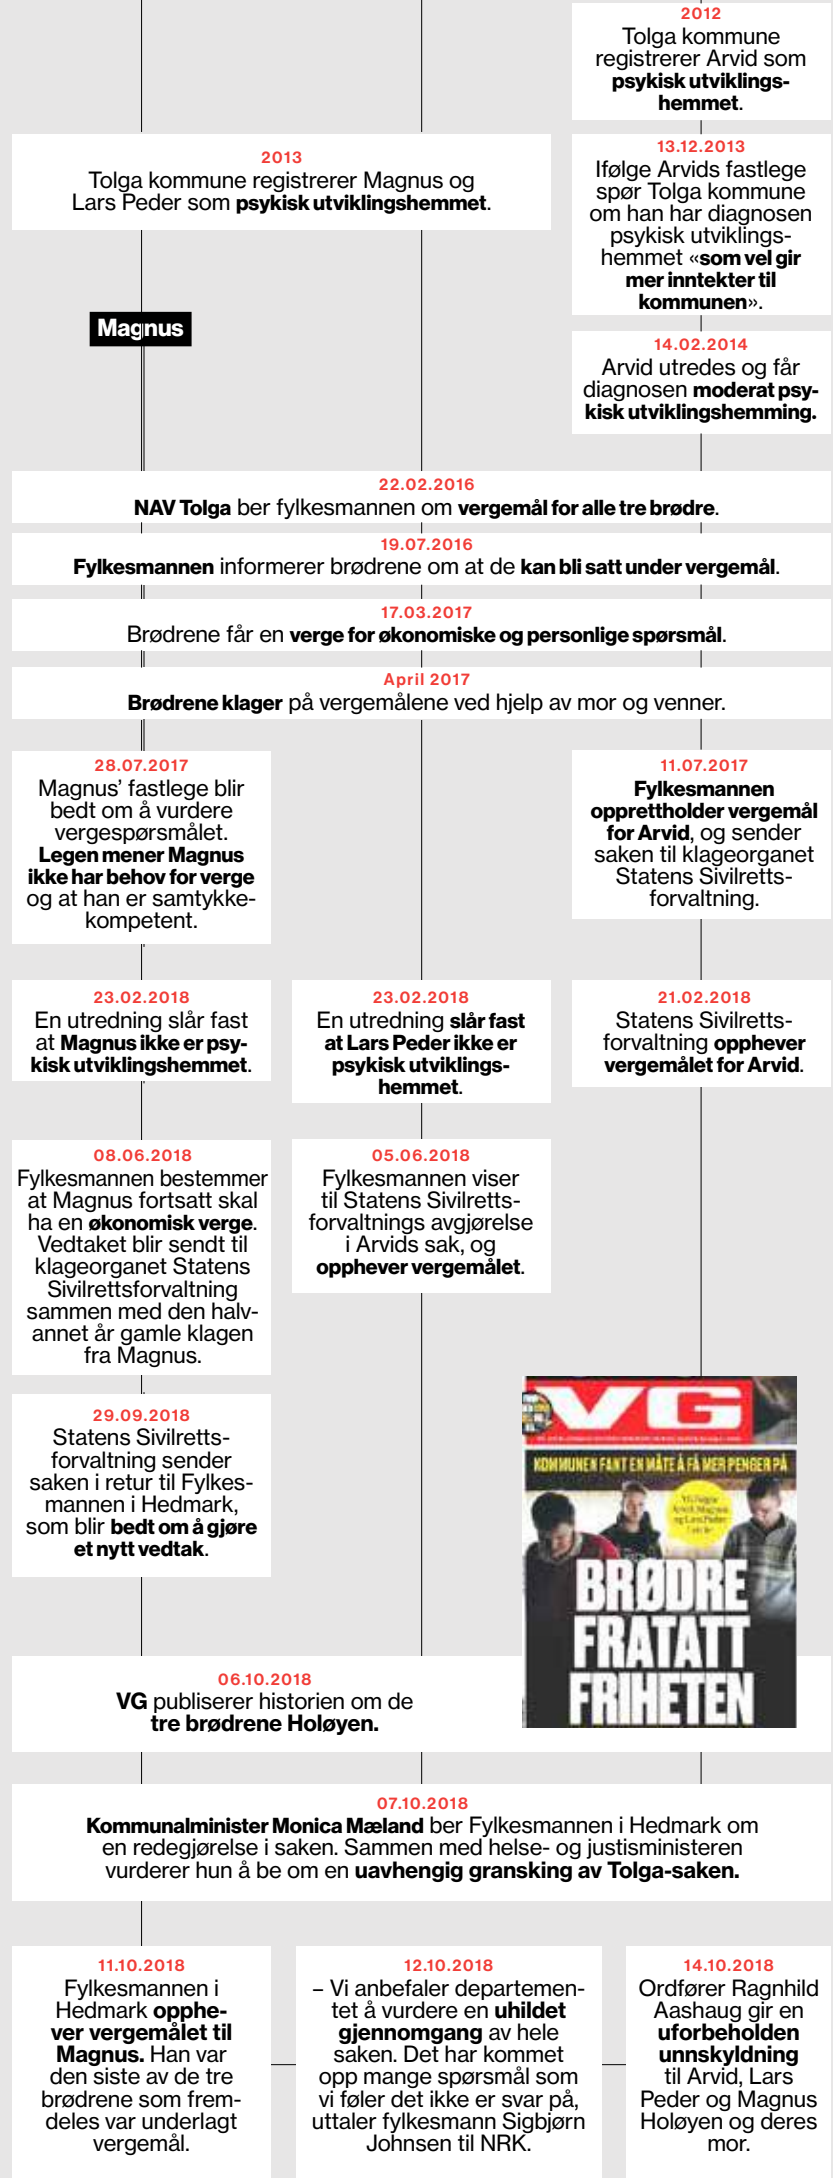 2012
Tolga kommune
registrerer Arvid som
psykisk utviklings-
hemmet.
2013
Tolga kommune registrerer Magnus og
Lars Peder som psykisk utviklingshemmet.
13.12.2013
Ifølge Arvids fastlege
spør Tolga kommune
om han har diagnosen
psykisk utviklings-
hemmet «som vel gir
mer inntekter til
kommunen».
Magnus
14.02.2014
Arvid utredes og får
diagnosen moderat psy-
kisk utviklingshemming.
22.02.2016
NAV Tolga ber fylkesmannen om vergemål for alle tre brødre.
19.07.2016
Fylkesmannen informerer brødrene om at de kan bli satt under vergemål.
17.03.2017
Brødrene får en verge for økonomiske og personlige spørsmål.
April 2017
Brødrene klager på vergemålene ved hjelp av mor og venner.
28.07.2017
Magnus’ fastlege blir
bedt om å vurdere
vergespørsmålet.
Legen mener Magnus
ikke har behov for verge
og at han er samtykke-
kompetent.
11.07.2017
Fylkesmannen
opprettholder vergemål
for Arvid, og sender
saken til klageorganet
Statens Sivilretts-
forvaltning.
23.02.2018
En utredning slår fast
at Magnus ikke er psy-
kisk utviklingshemmet.
23.02.2018
En utredning slår fast
at Lars Peder ikke er
psykisk utviklings-
hemmet.
21.02.2018
Statens Sivilretts-
forvaltning opphever
vergemålet for Arvid.
08.06.2018
Fylkesmannen bestemmer
at Magnus fortsatt skal
ha en økonomisk verge.
Vedtaket blir sendt til
klageorganet Statens
Sivilrettsforvaltning
sammen med den halv-
annet år gamle klagen
fra Magnus.
05.06.2018
Fylkesmannen viser
til Statens Sivilretts-
forvaltnings avgjørelse
i Arvids sak, og
opphever vergemålet.
29.09.2018
Statens Sivilretts-
forvaltning sender
saken i retur til Fylkes-
mannen i Hedmark,
som blir bedt om å gjøre
et nytt vedtak.
VG
KOMMUNEN FANT EN MÅTE Å FÅ MER PENGER PÅ
BRØDRE
FRATATT
FRIHETEN
06.10.2018
VG publiserer historien om de
tre brødrene Holøyen.
07.10.2018
Kommunalminister Monica Mæland ber Fylkesmannen i Hedmark om
en redegjørelse i saken. Sammen med helse- og justisministeren
vurderer hun å be om en uavhengig gransking av Tolga-saken.
11.10.2018
Fylkesmannen i
Hedmark opphe-
ver vergemålet til
Magnus. Han var
den siste av de tre
brødrene som frem-
deles var underlagt
vergemål.
12.10.2018
– Vi anbefaler departemen-
tet å vurdere en uhildet
gjennomgang av hele
saken. Det har kommet
opp mange spørsmål som
vi føler det ikke er svar på,
uttaler fylkesmann Sigbjørn
Johnsen til NRK.
14.10.2018
Ordfører Ragnhild
Aashaug gir en
uforbeholden
unnskyldning
til Arvid, Lars
Peder og Magnus
Holøyen og deres
mor.